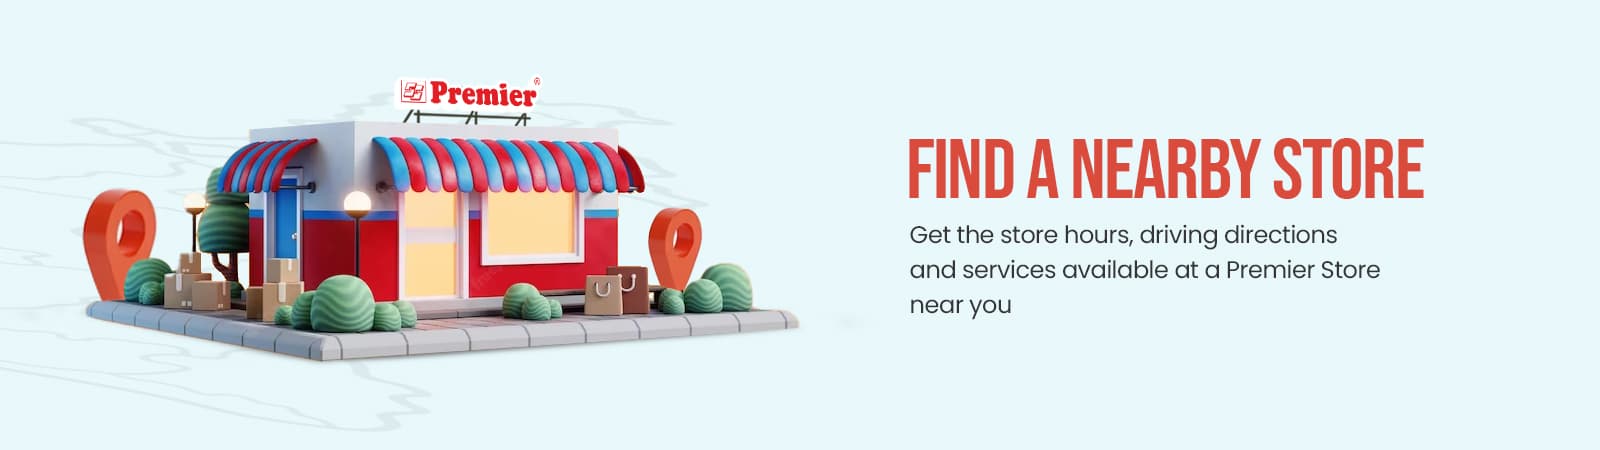 Premier®
FIND A NEARBY STORE
Get the store hours, driving directions
and services available at a Premier Store
near you